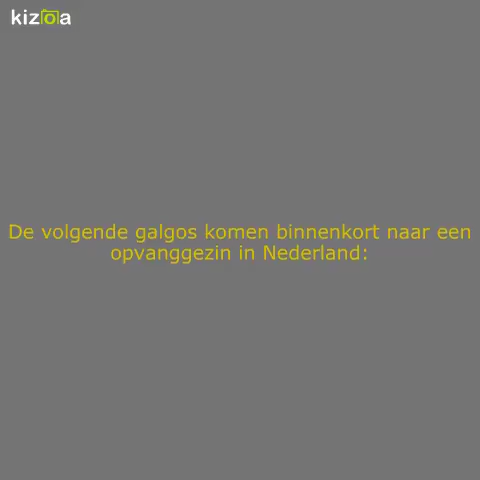 kizoa
De volgende galgos komen binnenkort naar een
opvanggezin in Nederland: